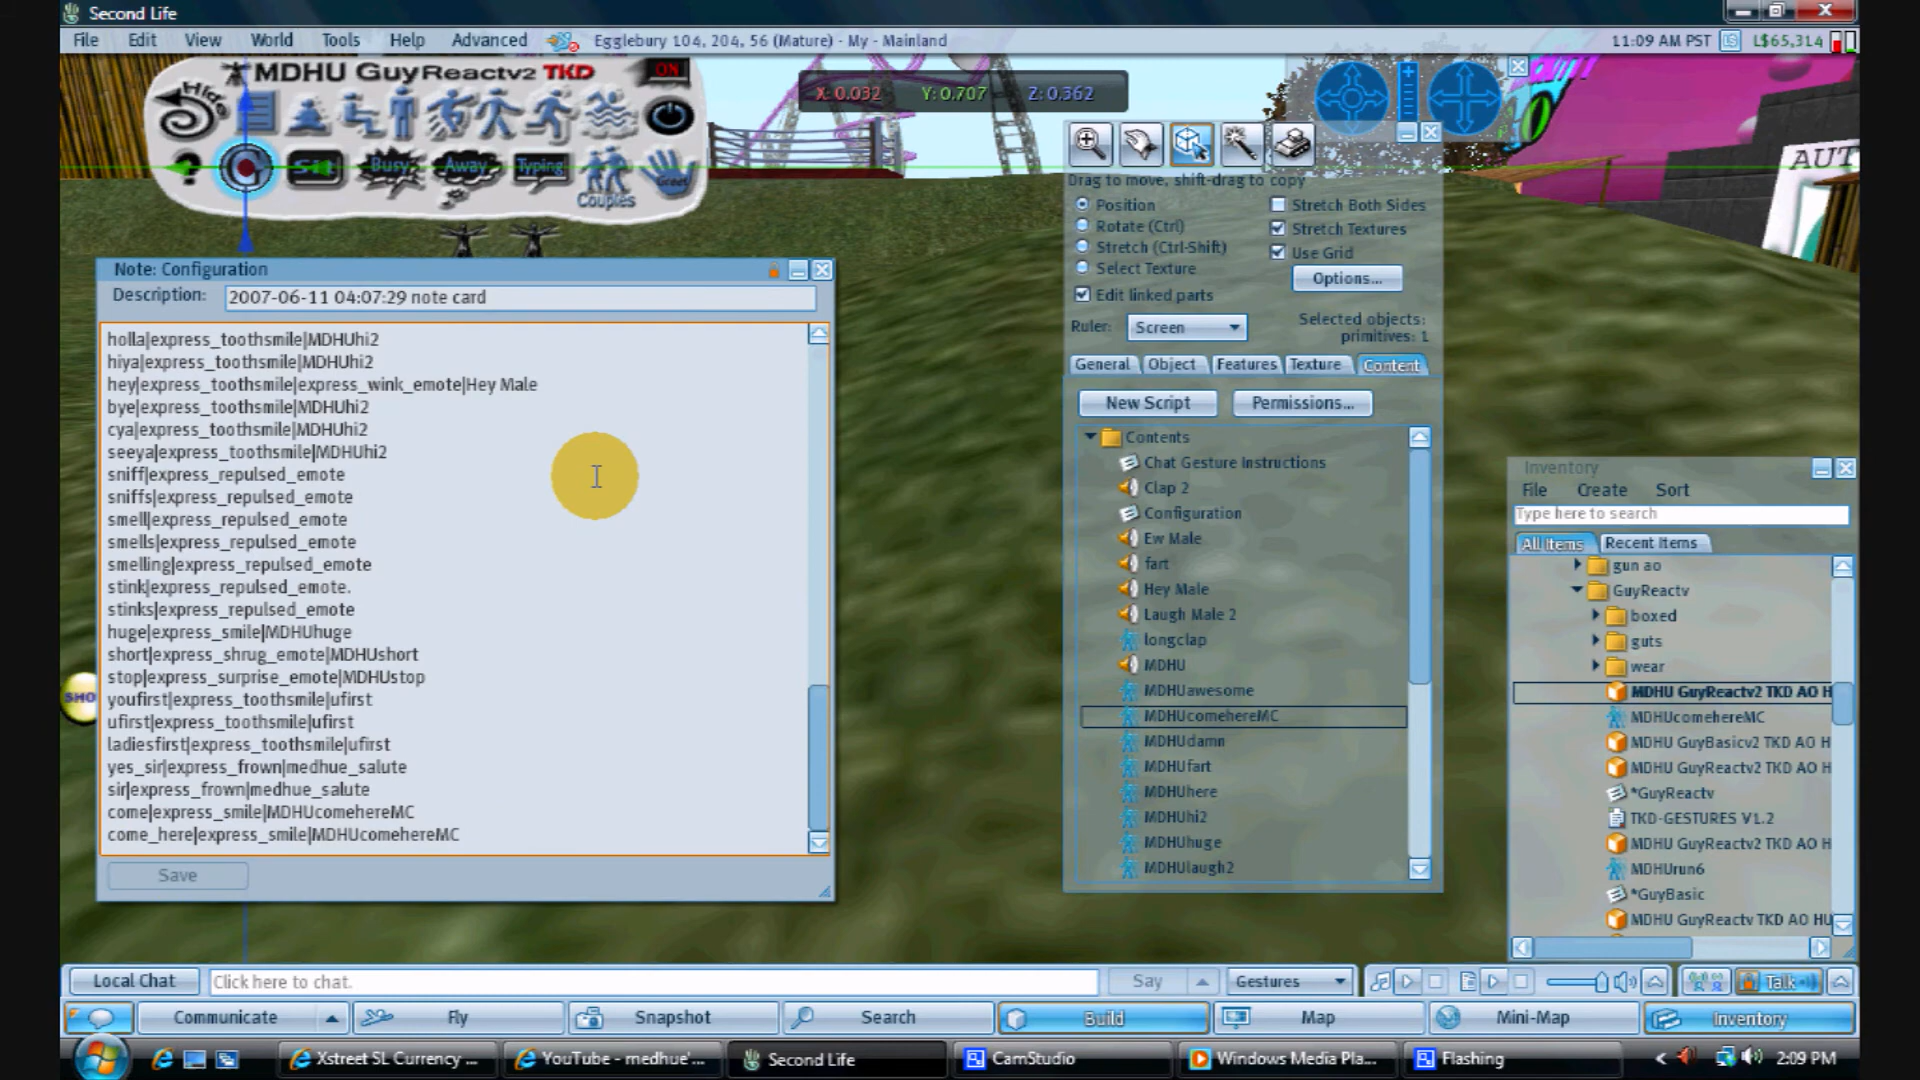 Second Life
File Edit View World Tools Help Advanced Egglebury 104, 204, 56 (Mature) - My - Mainland 11:09 AM PST L$65,314
MDHU GuyReactv2 TKD ON
Hide
X: 0.032 Y: 0.707 Z: 0.362
? Sit Busy Away Typing Couples Greet
AUT
Drag to move, shift-drag to copy
Position Stretch Both Sides
Rotate (Ctrl) Stretch Textures
Stretch (Ctrl-Shift) Use Grid
Select Texture Options...
Edit linked parts
Ruler: Screen Selected objects:
primitives: 1
General Object Features Texture Content
New Script Permissions...
Contents
Chat Gesture Instructions
Clap 2
Configuration
Ew Male
fart
Hey Male
Laugh Male 2
longclap
MDHU
MDHUawesome
MDHUcomehereMC
MDHUdamn
MDHUfart
MDHUhere
MDHUhi2
MDHUhuge
MDHUlaugh2
Note: Configuration
Description: 2007-06-11 04:07:29 note card
holla|express_toothsmile|MDHUhi2
hiya|express_toothsmile|MDHUhi2
hey|express_toothsmile|express_wink_emote|Hey Male
bye|express_toothsmile|MDHUhi2
cya|express_toothsmile|MDHUhi2
seeya|express_toothsmile|MDHUhi2
sniff|express_repulsed_emote
sniffs|express_repulsed_emote
smell|express_repulsed_emote
smells|express_repulsed_emote
smelling|express_repulsed_emote
stink|express_repulsed_emote.
stinks|express_repulsed_emote
huge|express_smile|MDHUhuge
short|express_shrug_emote|MDHUshort
stop|express_surprise_emote|MDHUstop
youfirst|express_toothsmile|ufirst
ufirst|express_toothsmile|ufirst
ladiesfirst|express_toothsmile|ufirst
yes_sir|express_frown|medhue_salute
sir|express_frown|medhue_salute
come|express_smile|MDHUcomehereMC
come_here|express_smile|MDHUcomehereMC
Save
SHO
Inventory
File Create Sort
Type here to search
All Items Recent Items
gun ao
GuyReactv
boxed
guts
wear
MDHU GuyReactv2 TKD AO H
MDHUcomehereMC
MDHU GuyBasicv2 TKD AO H
MDHU GuyReactv2 TKD AO H
*GuyReactv
TKD-GESTURES V1.2
MDHU GuyReactv2 TKD AO H
MDHUrun6
*GuyBasic
MDHU GuyReactv TKD AO HU
Local Chat Click here to chat. Say Gestures Talk
Communicate Fly Snapshot Search Build Map Mini-Map Inventory
Xstreet SL Currency ... YouTube - medhue'... Second Life CamStudio Windows Media Pla... Flashing < 2:09 PM